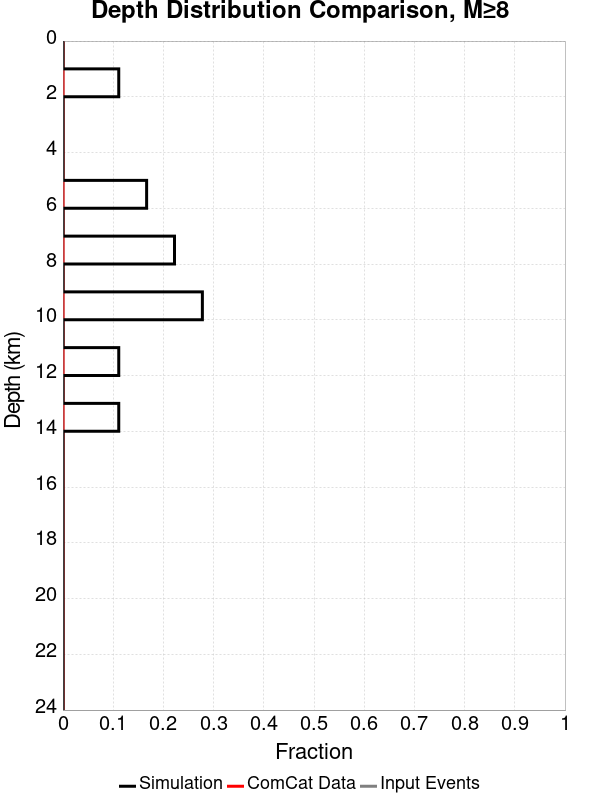 Depth Distribution Comparison, M≥8
0
2
4
6
8
10
12
14
16
18
20
22
24
Depth (km)
0 0.1 0.2 0.3 0.4 0.5 0.6 0.7 0.8 0.9 1
Fraction
Simulation ComCat Data Input Events